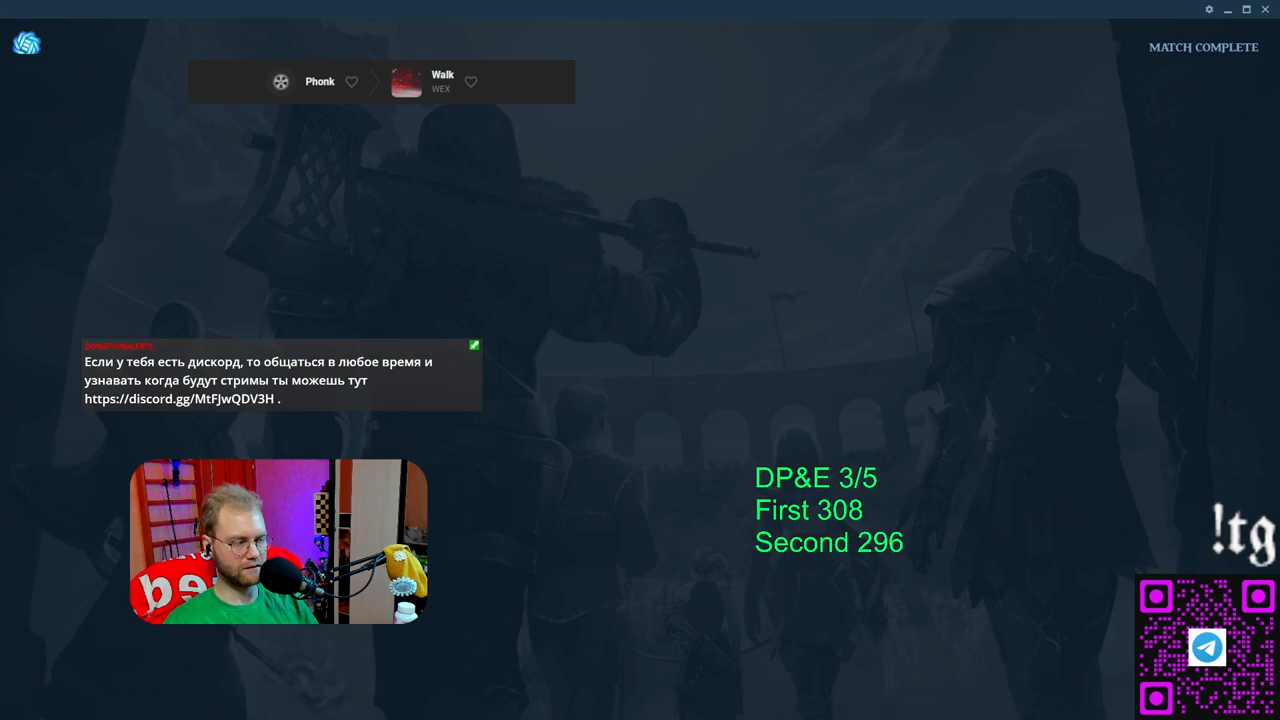 MATCH COMPLETE
Phonk
Walk
WEX
DONATIONALERTS
Если у тебя есть дискорд, то общаться в любое время и
узнавать когда будут стримы ты можешь тут
https://discord.gg/MtFJwQDV3H .
DP&E 3/5
First 308
Second 296
!tg